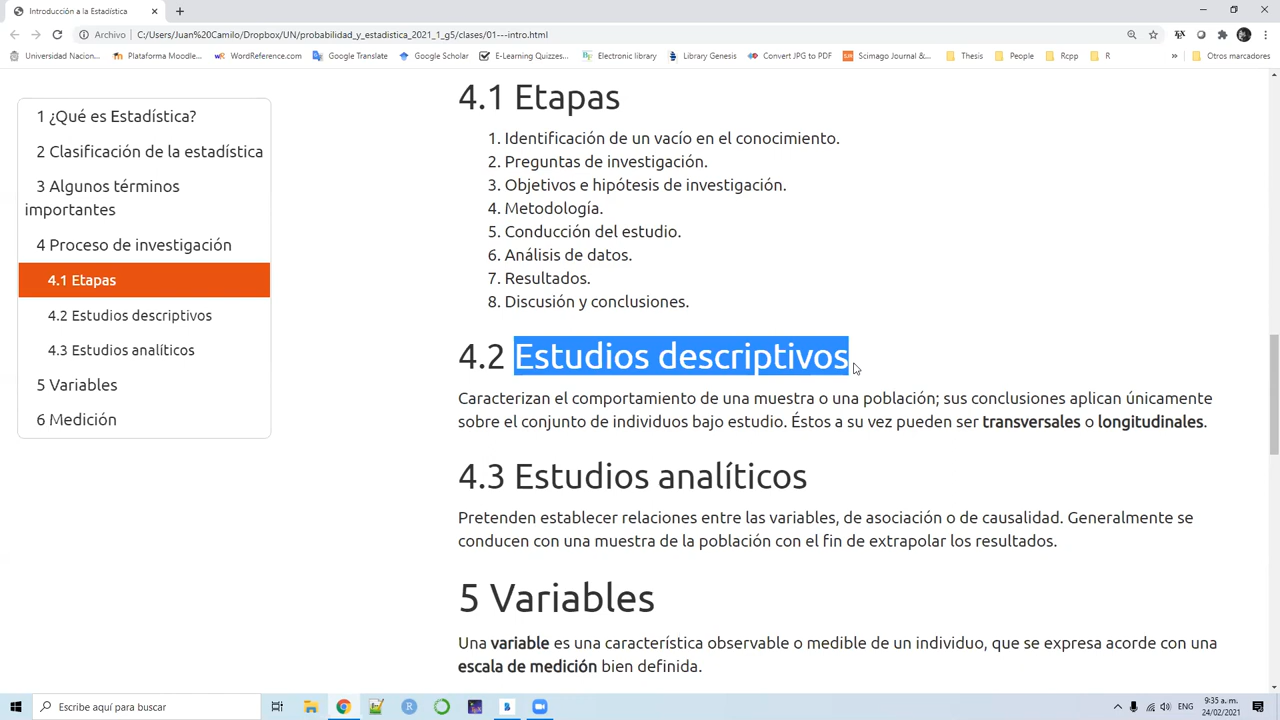 Introducción a la Estadística
Archivo | C:/Users/Juan%20Camilo/Dropbox/UN/probabilidad_y_estadistica_2021_1_g5/clases/01---intro.html
Universidad Nacion... Plataforma Moodle... WordReference.com Google Translate Google Scholar E-Learning Quizzes... Electronic library Library Genesis Convert JPG to PDF Scimago Journal &... Thesis People Rcpp R » Otros marcadores
1 ¿Qué es Estadística?
2 Clasificación de la estadística
3 Algunos términos
importantes
4 Proceso de investigación
4.1 Etapas
4.2 Estudios descriptivos
4.3 Estudios analíticos
5 Variables
6 Medición
4.1 Etapas
1. Identificación de un vacío en el conocimiento.
2. Preguntas de investigación.
3. Objetivos e hipótesis de investigación.
4. Metodología.
5. Conducción del estudio.
6. Análisis de datos.
7. Resultados.
8. Discusión y conclusiones.
4.2 Estudios descriptivos
Caracterizan el comportamiento de una muestra o una población; sus conclusiones aplican únicamente
sobre el conjunto de individuos bajo estudio. Éstos a su vez pueden ser transversales o longitudinales.
4.3 Estudios analíticos
Pretenden establecer relaciones entre las variables, de asociación o de causalidad. Generalmente se
conducen con una muestra de la población con el fin de extrapolar los resultados.
5 Variables
Una variable es una característica observable o medible de un individuo, que se expresa acorde con una
escala de medición bien definida.
Escribe aquí para buscar
9:35 a. m.
24/02/2021